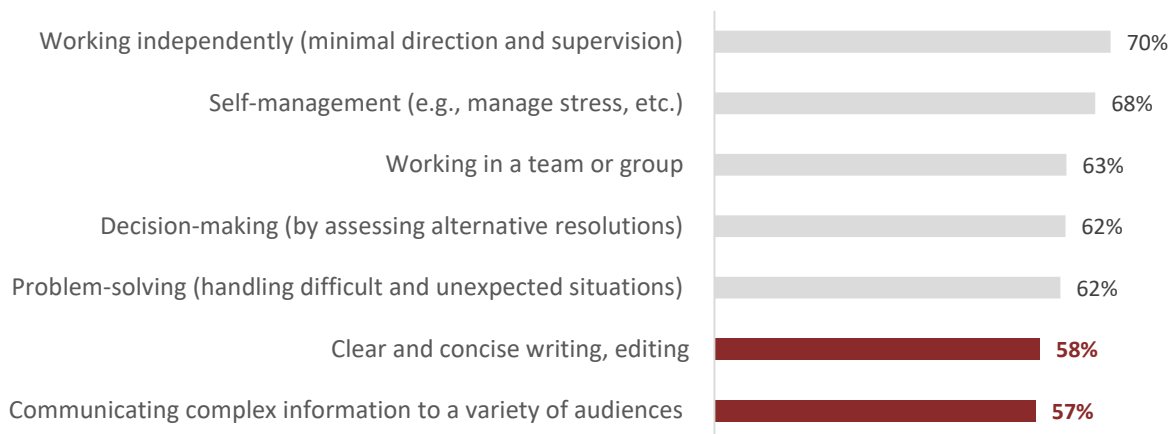 Working independently (minimal direction and supervision) 70%
Self-management (e.g., manage stress, etc.) 68%
Working in a team or group 63%
Decision-making (by assessing alternative resolutions) 62%
Problem-solving (handling difficult and unexpected situations) 62%
Clear and concise writing, editing 58%
Communicating complex information to a variety of audiences 57%